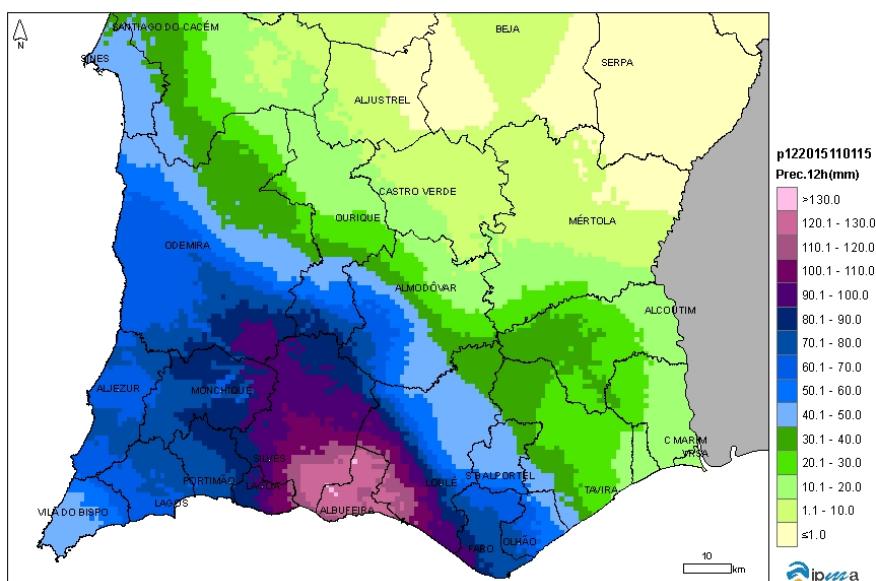 SANTIAGO DO CACÉM
BEJA
N
SINES
SERPA
ALJUSTREL
CASTRO VERDE
OURIQUE
MÉRTOLA
ODEMIRA
ALMODÔVAR
ALCOUTIM
ALJEZUR
MONCHIQUE
C MARIM
VRSA
SILVES
PORTIMÃO
LAGOA
LOULÉ
S B ALPORTEL
TAVIRA
VILA DO BISPO
LAGOS
ALBUFEIRA
FARO
OLHÃO
10
km
p122015110115
Prec.12h(mm)
>130.0
120.1 - 130.0
110.1 - 120.0
100.1 - 110.0
90.1 - 100.0
80.1 - 90.0
70.1 - 80.0
60.1 - 70.0
50.1 - 60.0
40.1 - 50.0
30.1 - 40.0
20.1 - 30.0
10.1 - 20.0
1.1 - 10.0
≤1.0
ipma